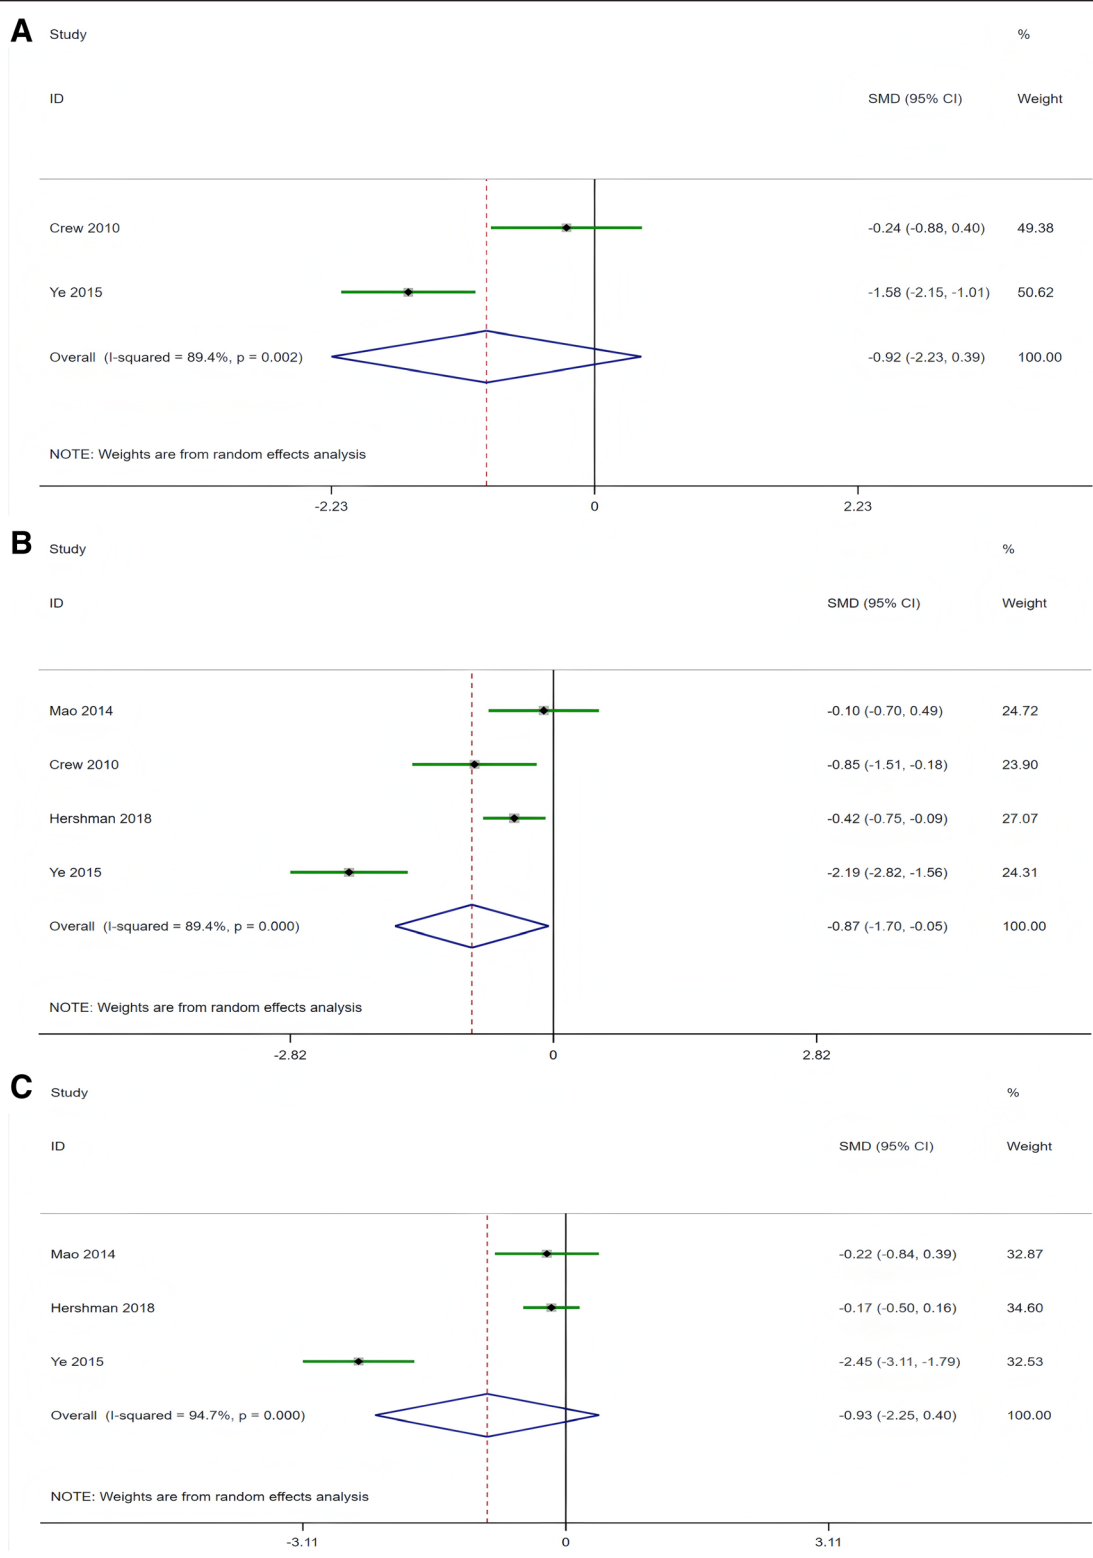 A
Study %
ID SMD (95% CI) Weight
Crew 2010 -0.24 (-0.88, 0.40) 49.38
Ye 2015 -1.58 (-2.15, -1.01) 50.62
Overall (I-squared = 89.4%, p = 0.002) -0.92 (-2.23, 0.39) 100.00
NOTE: Weights are from random effects analysis
-2.23 0 2.23
B
Study %
ID SMD (95% CI) Weight
Mao 2014 -0.10 (-0.70, 0.49) 24.72
Crew 2010 -0.85 (-1.51, -0.18) 23.90
Hershman 2018 -0.42 (-0.75, -0.09) 27.07
Ye 2015 -2.19 (-2.82, -1.56) 24.31
Overall (I-squared = 89.4%, p = 0.000) -0.87 (-1.70, -0.05) 100.00
NOTE: Weights are from random effects analysis
-2.82 0 2.82
C
Study %
ID SMD (95% CI) Weight
Mao 2014 -0.22 (-0.84, 0.39) 32.87
Hershman 2018 -0.17 (-0.50, 0.16) 34.60
Ye 2015 -2.45 (-3.11, -1.79) 32.53
Overall (I-squared = 94.7%, p = 0.000) -0.93 (-2.25, 0.40) 100.00
NOTE: Weights are from random effects analysis
-3.11 0 3.11